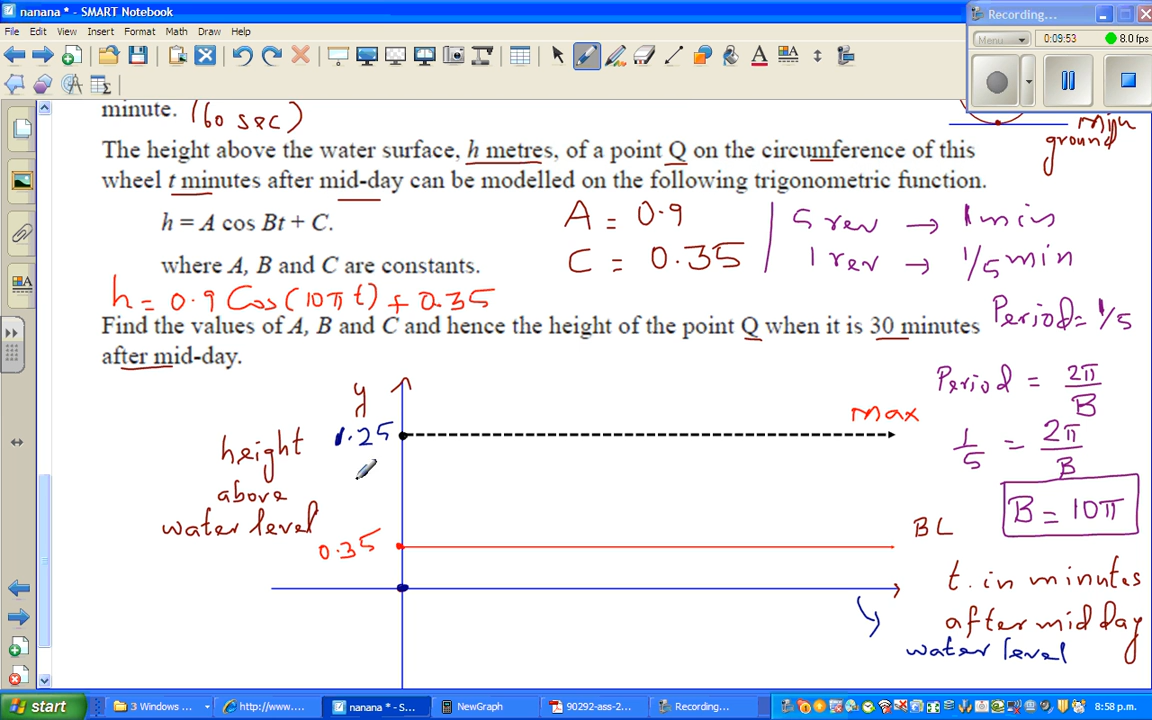 nanana * - SMART Notebook
Recording...
File Edit View Insert Format Math Draw Help
Menu 0:09:53 8.0 fps
minute. (60 sec)
The height above the water surface, h metres, of a point Q on the circumference of this
wheel t minutes after mid-day can be modelled on the following trigonometric function.
ground
h = A cos Bt + C.
A = 0.9
5 rev → 1 min
where A, B and C are constants.
C = 0.35
1 rev → 1/5 min
h = 0.9 Cos(10π t) + 0.35
Period = 1/5
Find the values of A, B and C and hence the height of the point Q when it is 30 minutes
after mid-day.
Period = 2π/B
y
max
1.25
1/5 = 2π/B
height
above
water level
B = 10π
0.35
BL
t. in minutes
after mid day
water level
start
3 Windows ...
http://www....
nanana * - S...
NewGraph
90292-ass-2...
Recording...
8:58 p.m.